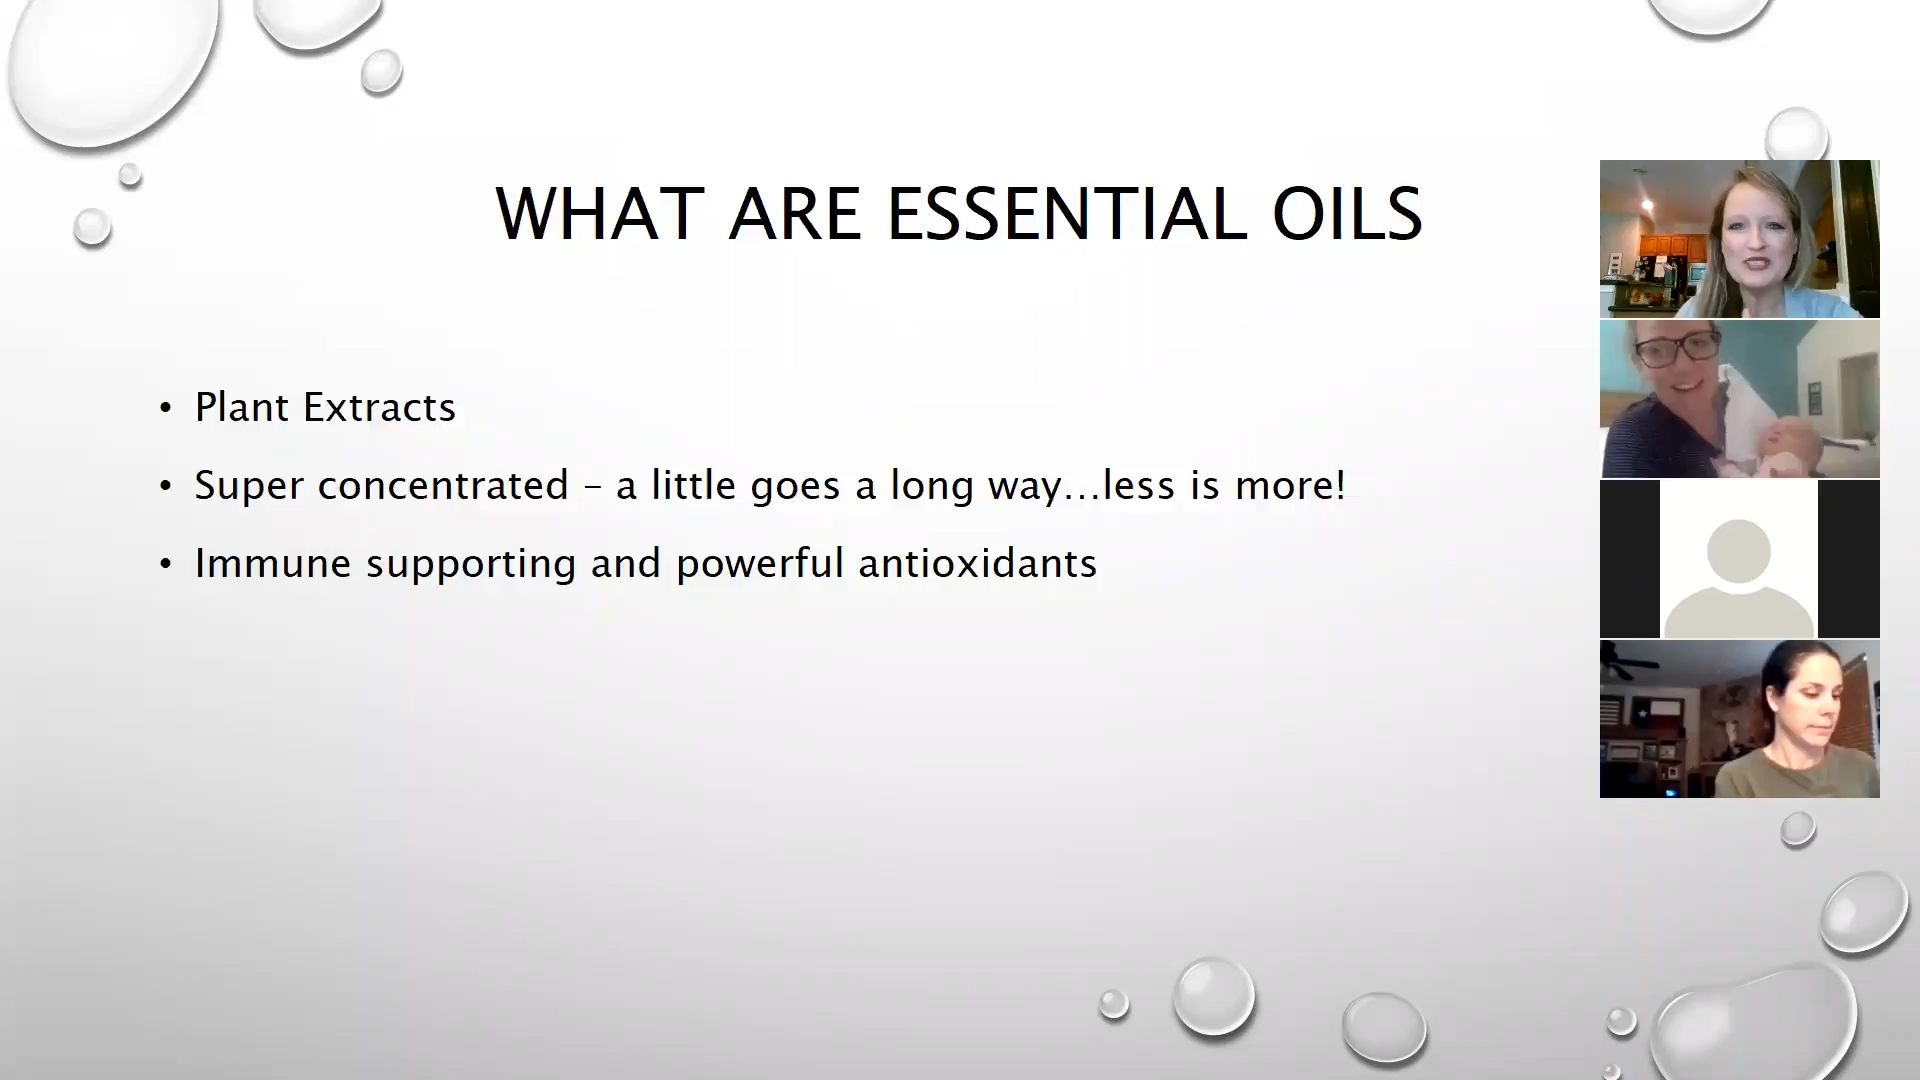 WHAT ARE ESSENTIAL OILS
• Plant Extracts
• Super concentrated – a little goes a long way...less is more!
• Immune supporting and powerful antioxidants